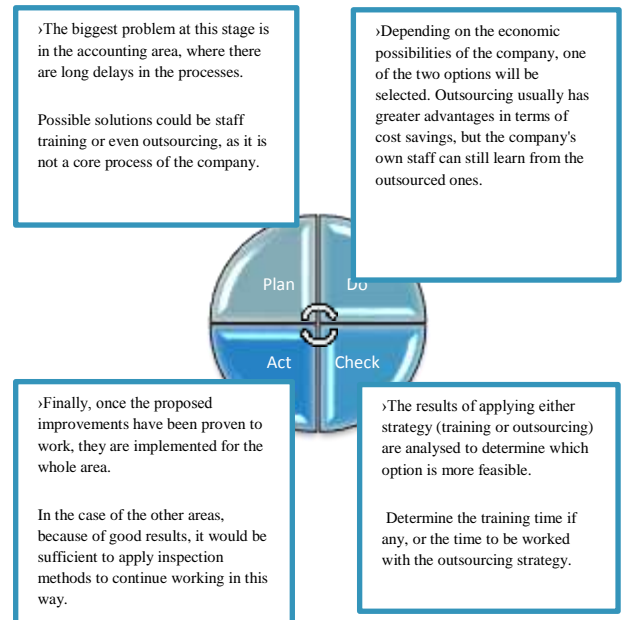 ›The biggest problem at this stage is
in the accounting area, where there
are long delays in the processes.
Possible solutions could be staff
training or even outsourcing, as it is
not a core process of the company.
›Depending on the economic
possibilities of the company, one
of the two options will be
selected. Outsourcing usually has
greater advantages in terms of
cost savings, but the company's
own staff can still learn from the
outsourced ones.
Plan
Do
Act
Check
›Finally, once the proposed
improvements have been proven to
work, they are implemented for the
whole area.
In the case of the other areas,
because of good results, it would be
sufficient to apply inspection
methods to continue working in this
way.
›The results of applying either
strategy (training or outsourcing)
are analysed to determine which
option is more feasible.
Determine the training time if
any, or the time to be worked
with the outsourcing strategy.